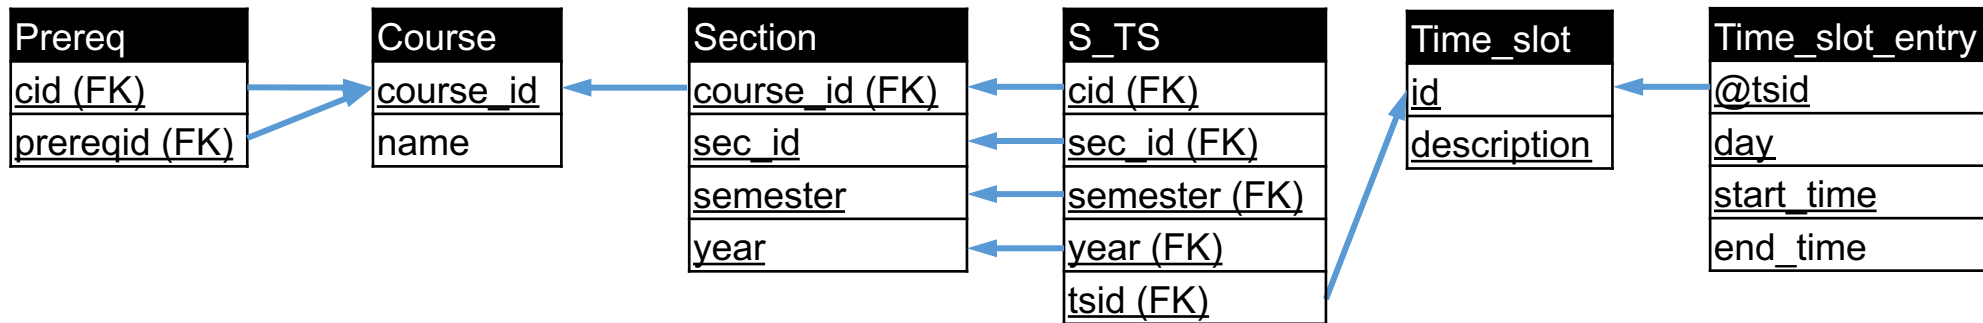 Prereq
cid (FK)
prereqid (FK)
Course
course_id
name
Section
course_id (FK)
sec_id
semester
year
S_TS
cid (FK)
sec_id (FK)
semester (FK)
year (FK)
tsid (FK)
Time_slot
id
description
Time_slot_entry
@tsid
day
start_time
end_time